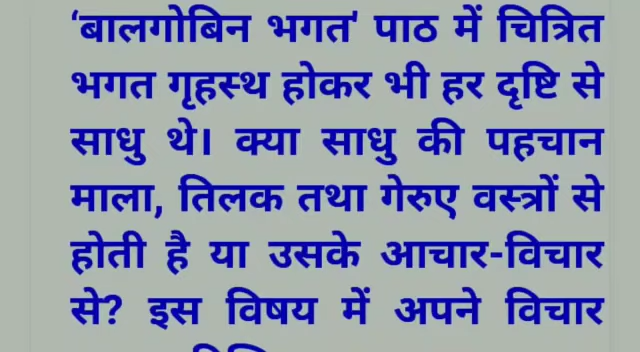 ‘बालगोबिन भगत' पाठ में चित्रित
भगत गृहस्थ होकर भी हर दृष्टि से
साधु थे। क्या साधु की पहचान
माला, तिलक तथा गेरुए वस्त्रों से
होती है या उसके आचार-विचार
से? इस विषय में अपने विचार